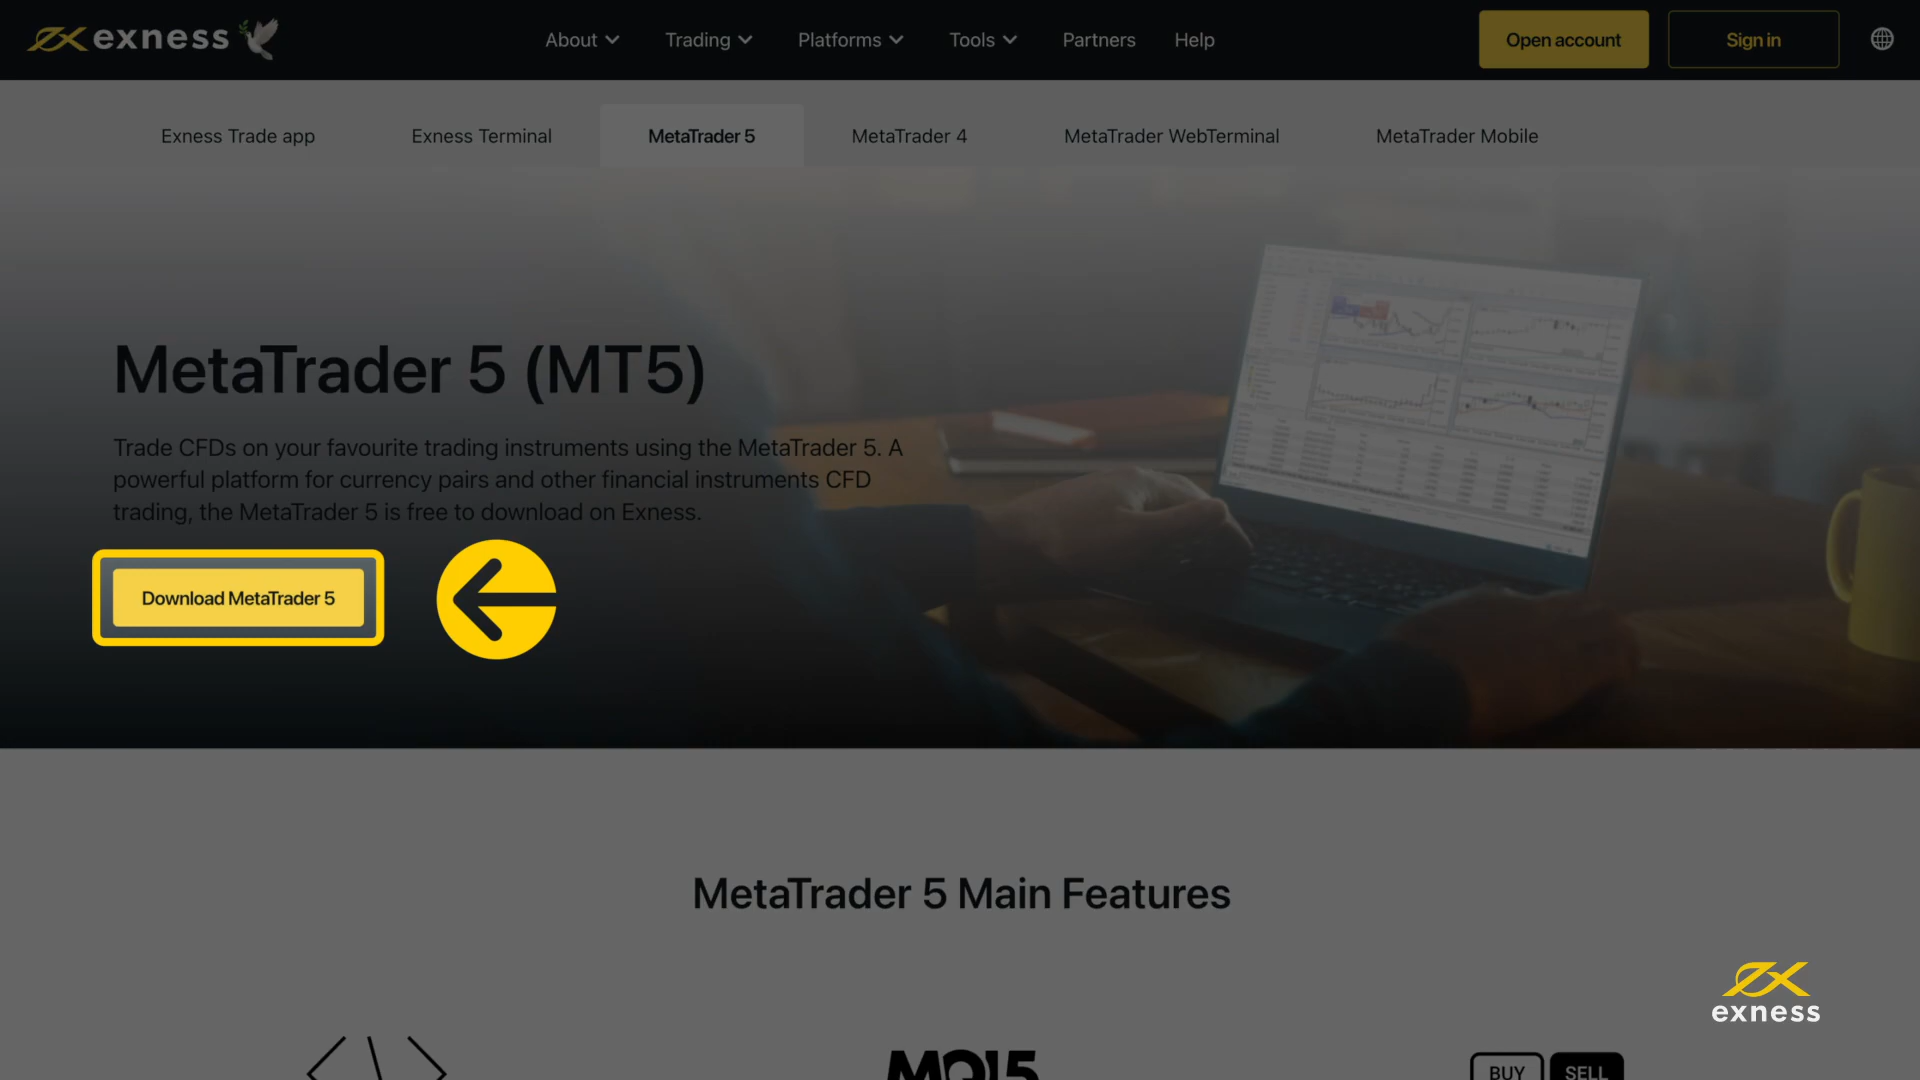 exness
About
Trading
Platforms
Tools
Partners
Help
Open account
Sign in
Exness Trade app
Exness Terminal
MetaTrader 5
MetaTrader 4
MetaTrader WebTerminal
MetaTrader Mobile
MetaTrader 5 (MT5)
Trade CFDs on your favourite trading instruments using the MetaTrader 5. A
powerful platform for currency pairs and other financial instruments CFD
trading, the MetaTrader 5 is free to download on Exness.
Download MetaTrader 5
MetaTrader 5 Main Features
exness
BUY
SELL